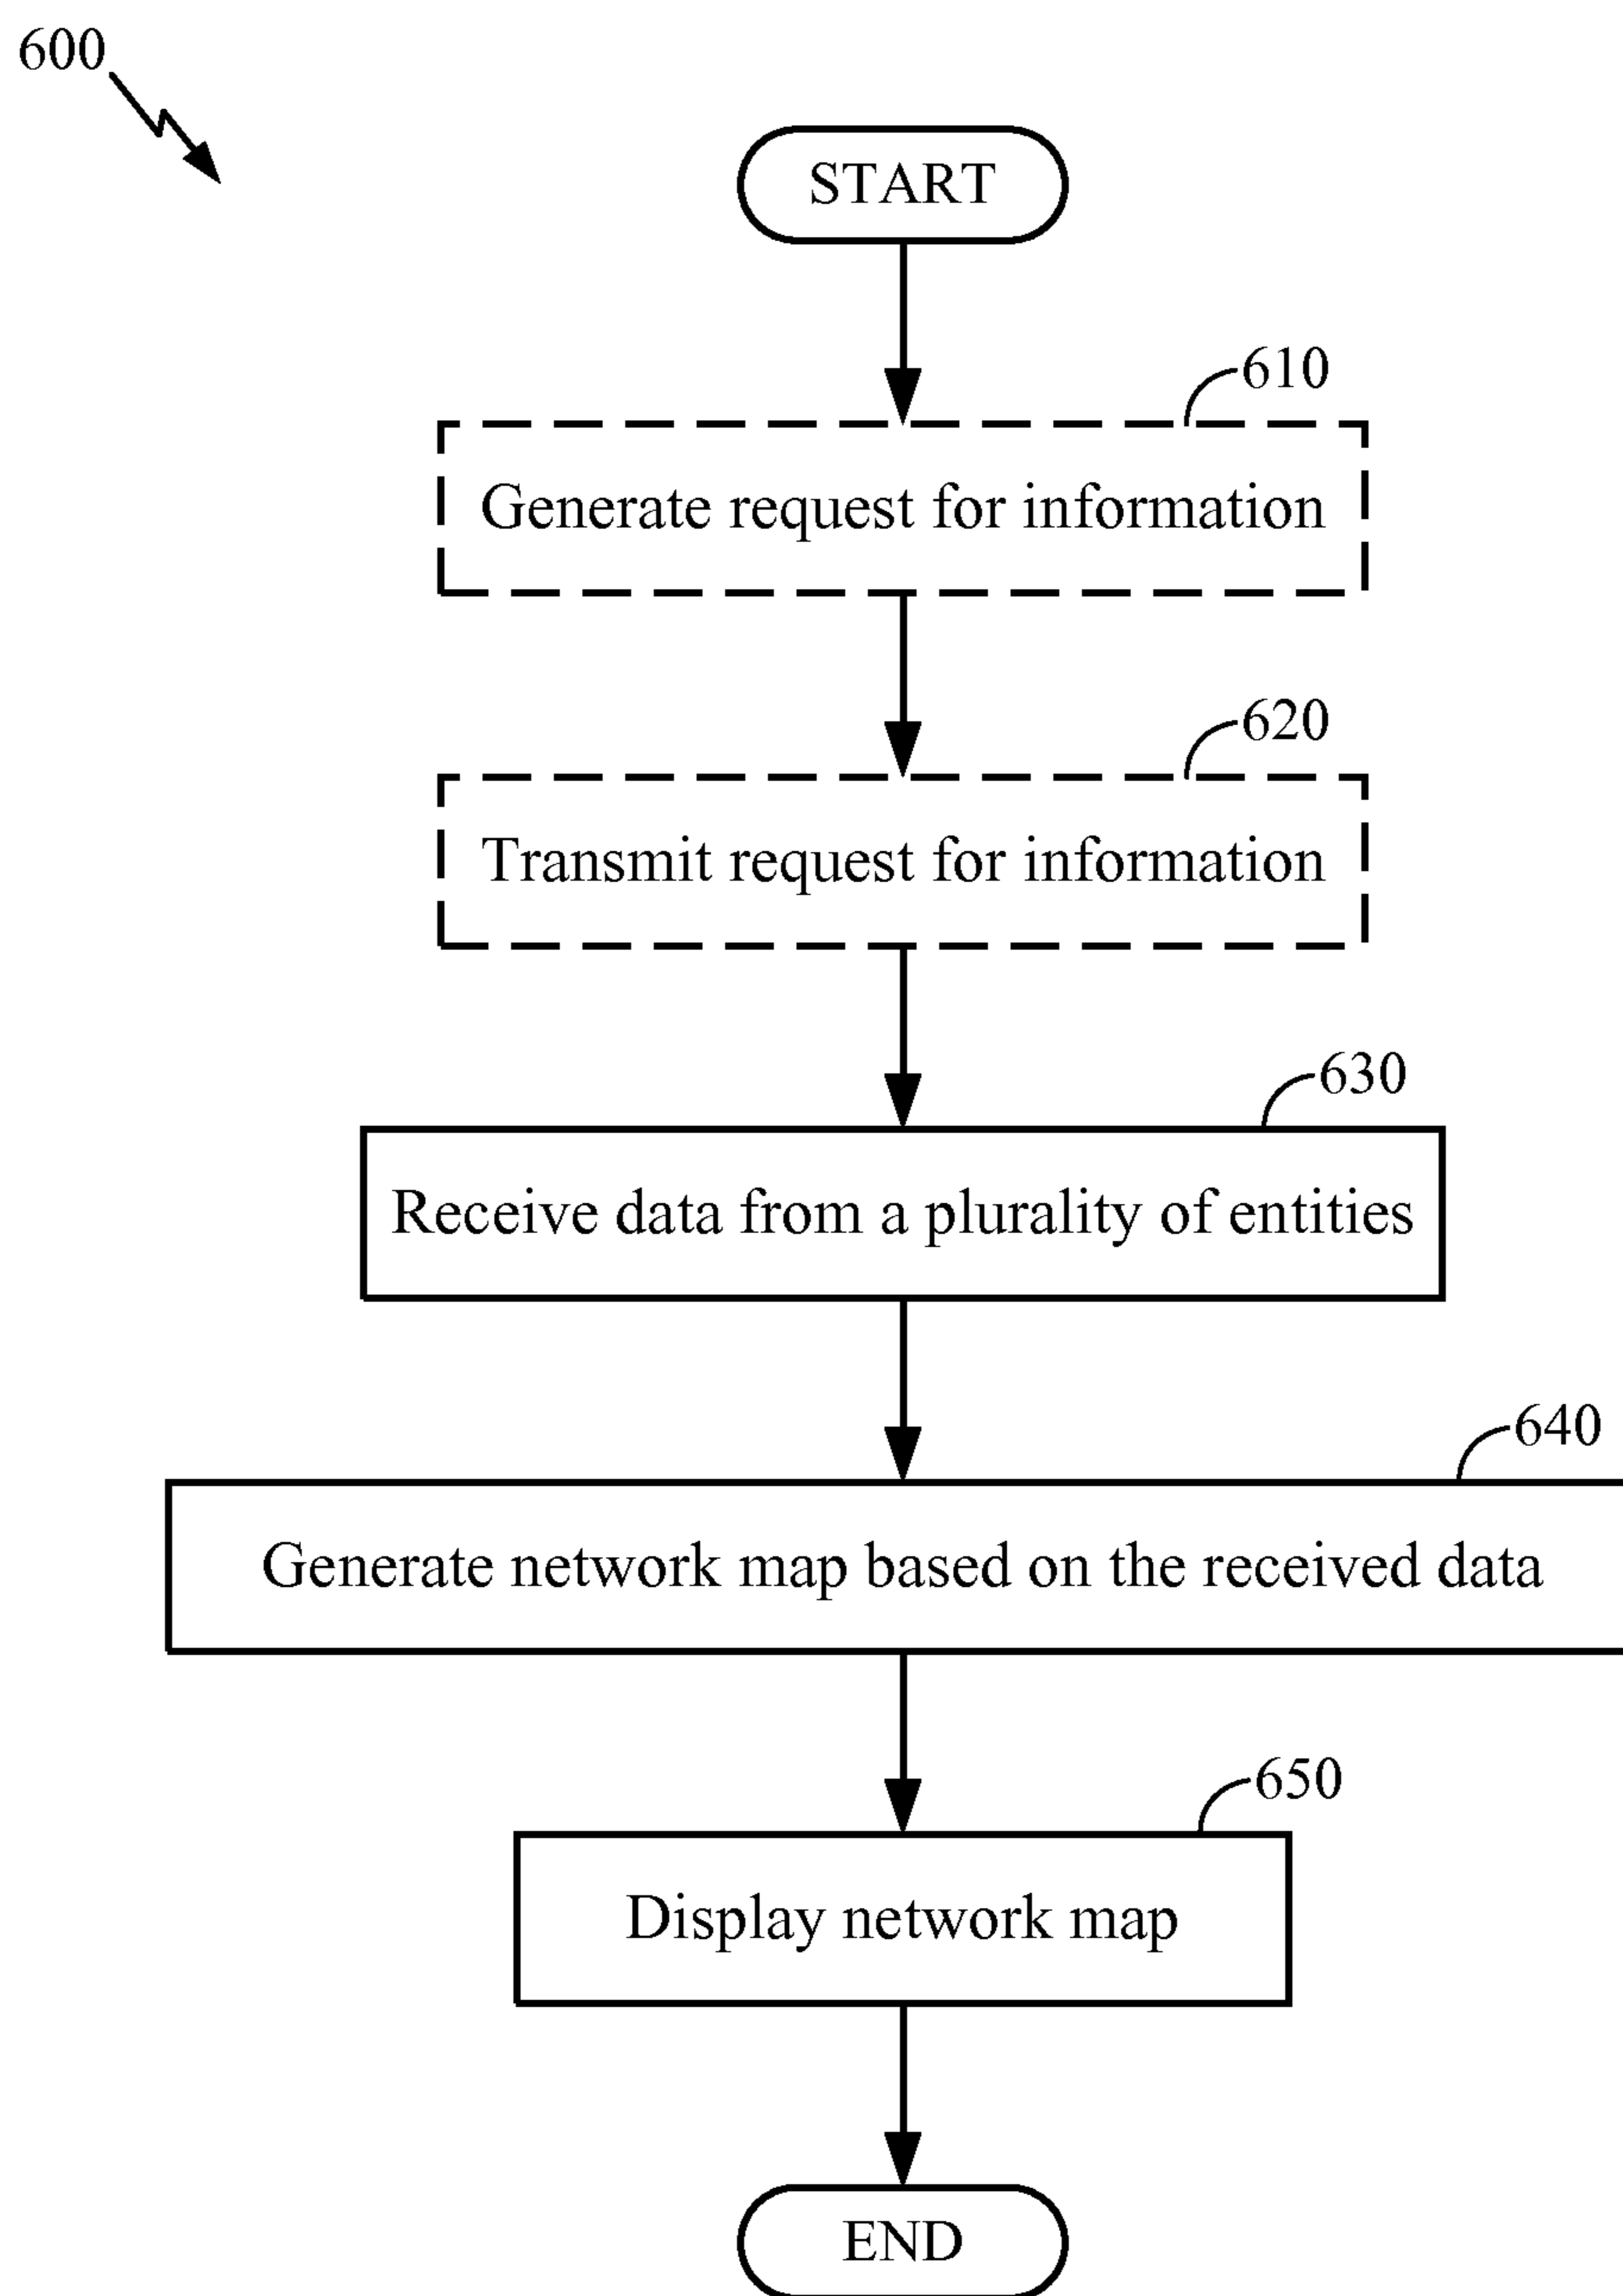 600
START
610
Generate request for information
620
Transmit request for information
630
Receive data from a plurality of entities
640
Generate network map based on the received data
650
Display network map
END